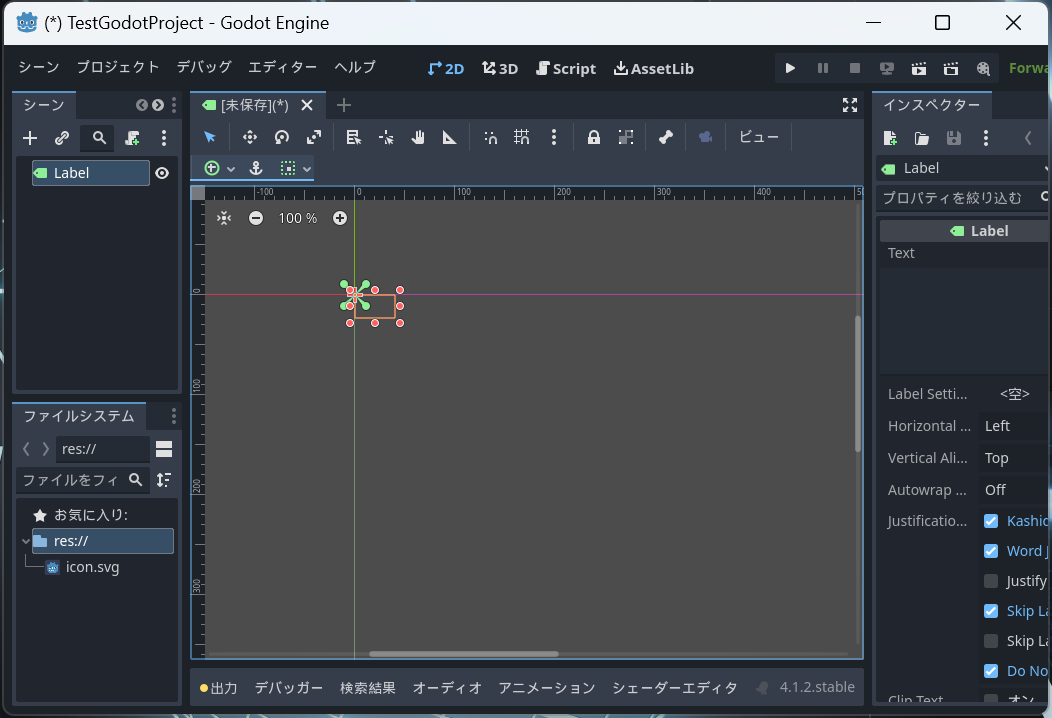 (*) TestGodotProject - Godot Engine
シーン プロジェクト デバッグ エディター ヘルプ 2D 3D Script AssetLib Forwa
シーン
Label
ファイルシステム
res://
ファイルをフィ
お気に入り:
res://
icon.svg
[未保存](*)
ビュー
-100 0 100 200 300 400 50
100 %
0
100
200
300
出力 デバッガー 検索結果 オーディオ アニメーション シェーダーエディタ 4.1.2.stable
インスペクター
Label
プロパティを絞り込む
Label
Text
Label Setti... <空>
Horizontal ... Left
Vertical Ali... Top
Autowrap ... Off
Justificatio... Kashid
Word J
Justify
Skip La
Skip La
Do No
Clip Text オン